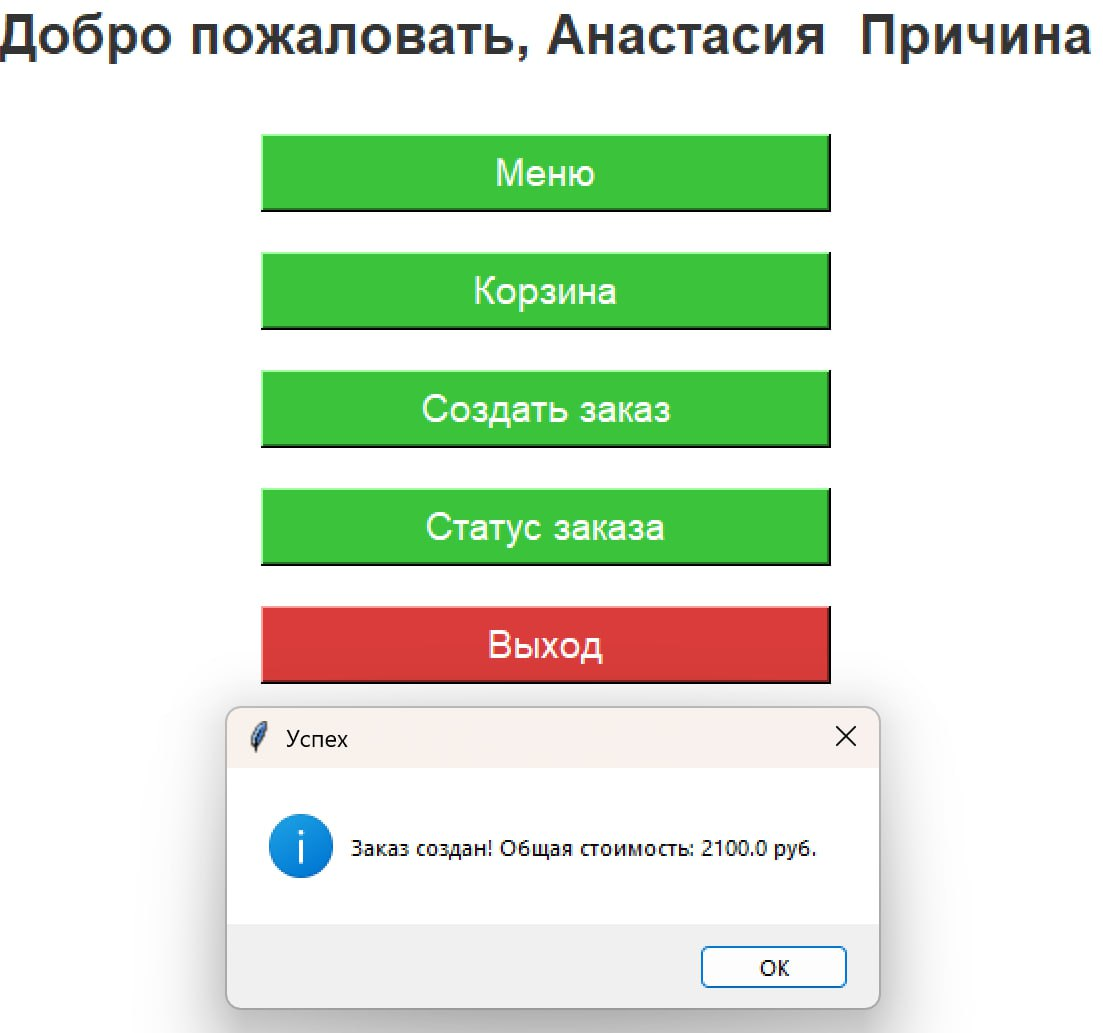 Добро пожаловать, Анастасия  Причина
Меню
Корзина
Создать заказ
Статус заказа
Выход
Успех
Заказ создан! Общая стоимость: 2100.0 руб.
ОК